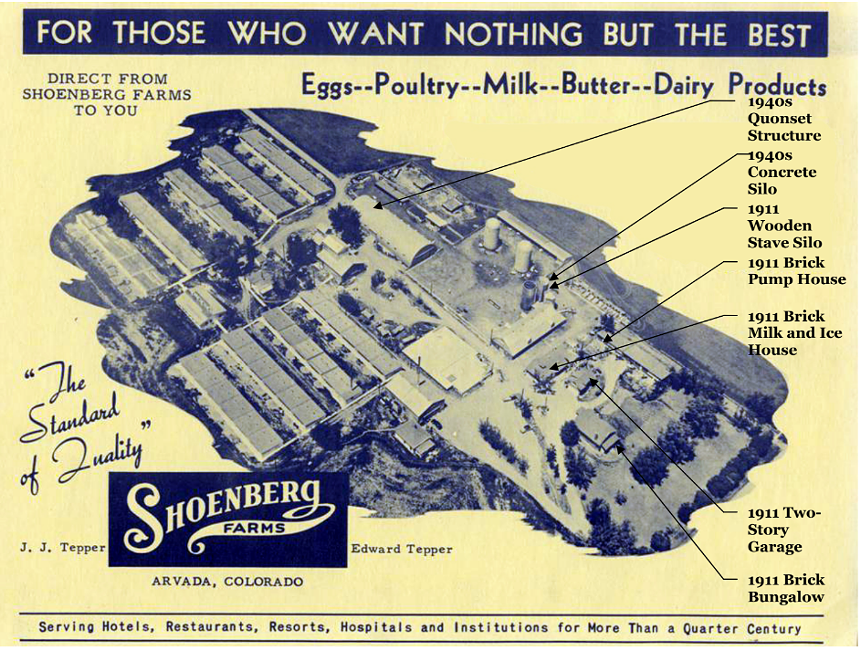 FOR THOSE WHO WANT NOTHING BUT THE BEST
DIRECT FROM
SHOENBERG FARMS
TO YOU
Eggs--Poultry--Milk--Butter--Dairy Products
1940s
Quonset
Structure
1940s
Concrete
Silo
1911
Wooden
Stave Silo
1911 Brick
Pump House
1911 Brick
Milk and Ice
House
"The
Standard
of Quality"
SHOENBERG
FARMS
J. J. Tepper
Edward Tepper
ARVADA, COLORADO
1911 Two-
Story
Garage
1911 Brick
Bungalow
Serving Hotels, Restaurants, Resorts, Hospitals and Institutions for More Than a Quarter Century